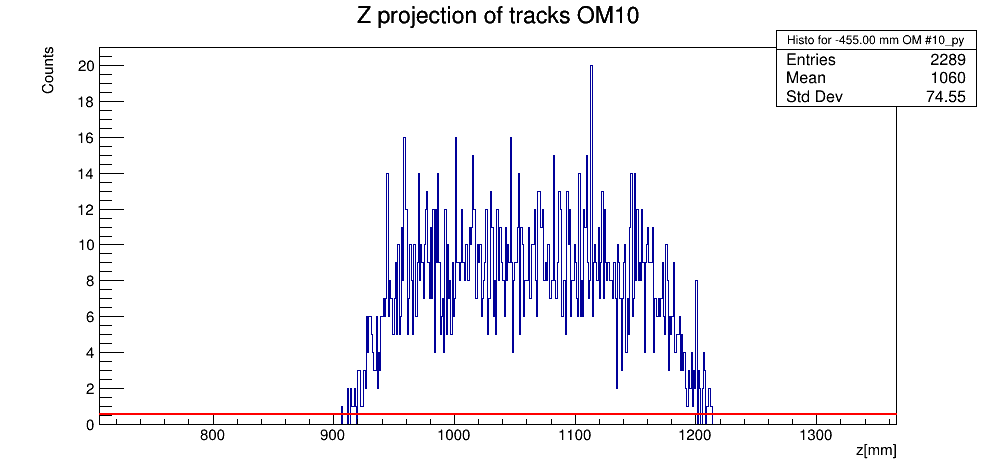 Z projection of tracks OM10
Histo for -455.00 mm OM #10_py
Entries 2289
Mean 1060
Std Dev 74.55
Counts
20
18
16
14
12
10
8
6
4
2
0
800 900 1000 1100 1200 1300
z[mm]